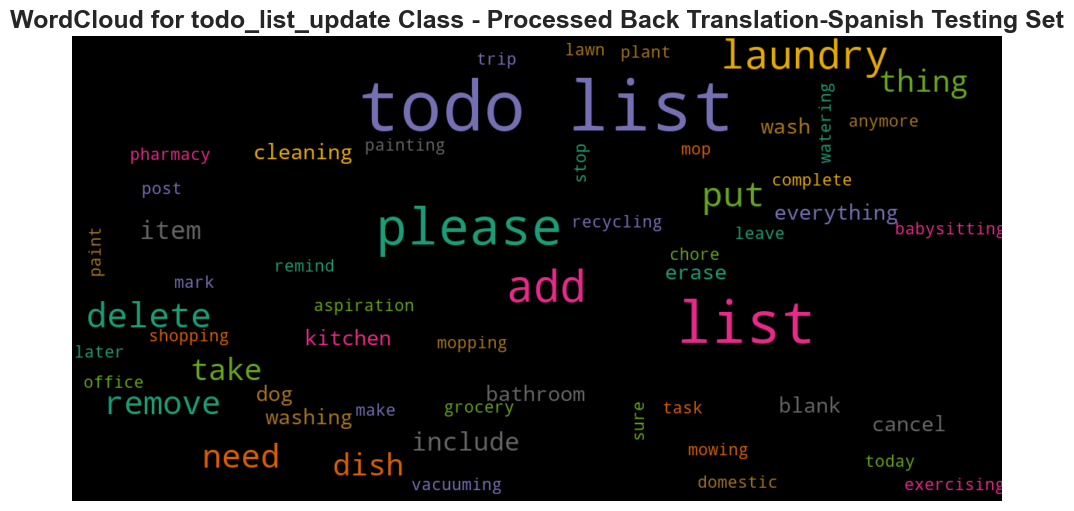 WordCloud for todo_list_update Class - Processed Back Translation-Spanish Testing Set
trip lawn plant laundry
todo list thing
watering
wash anymore
pharmacy cleaning painting stop mop
post put complete
item please recycling everything
paint leave babysitting
remind chore
mark add erase
delete aspiration list
shopping kitchen mopping
later take
office dog bathroom
remove washing make grocery sure task blank
include cancel
need dish mowing today
vacuuming domestic exercising